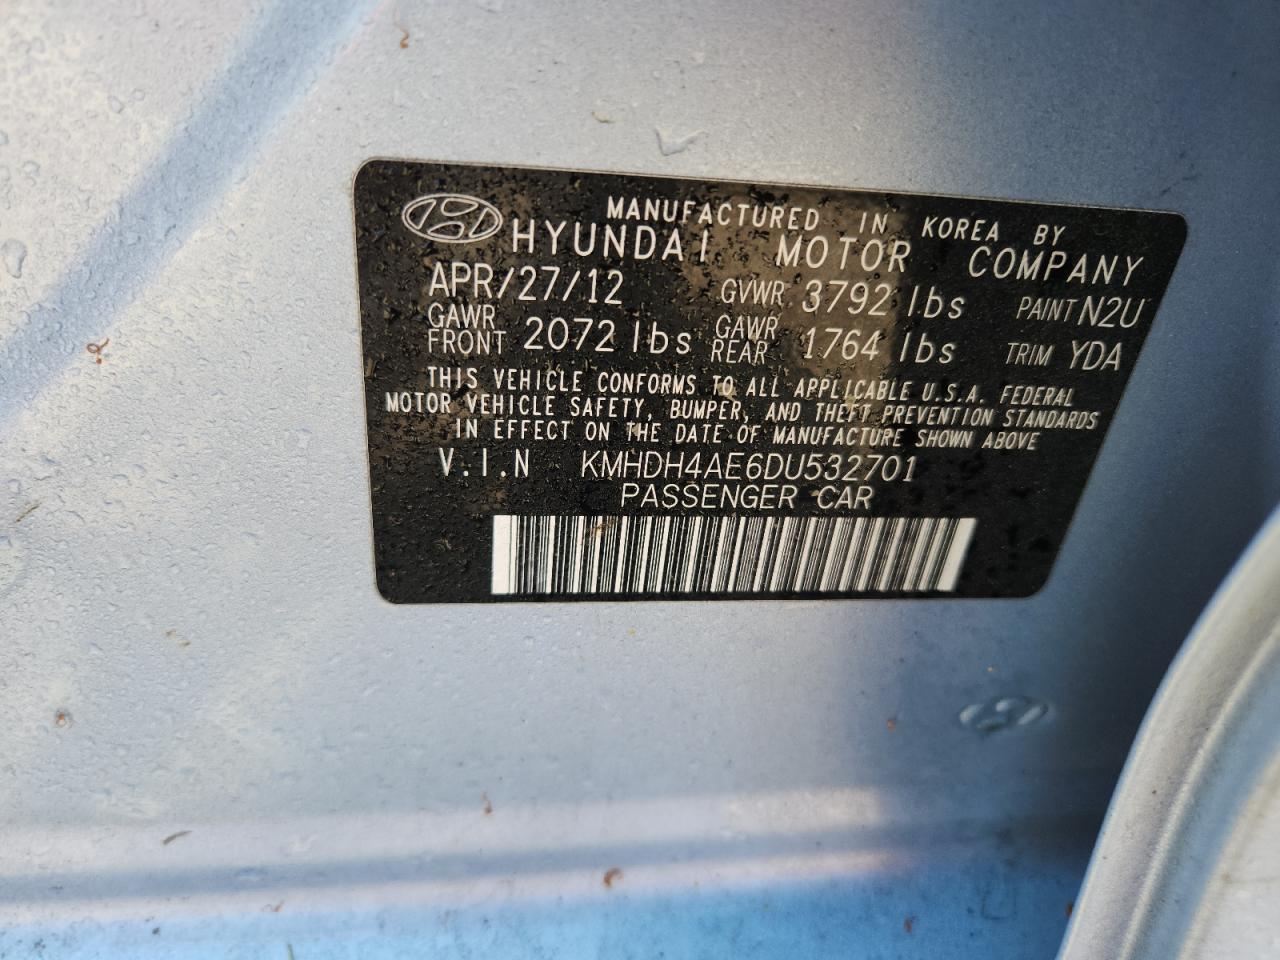 MANUFACTURED IN KOREA BY
HYUNDAI MOTOR COMPANY
APR/27/12 GVWR 3792 lbs PAINT N2U
GAWR FRONT 2072 lbs GAWR REAR 1764 lbs TRIM YDA
THIS VEHICLE CONFORMS TO ALL APPLICABLE U.S.A. FEDERAL
MOTOR VEHICLE SAFETY, BUMPER, AND THEFT PREVENTION STANDARDS
IN EFFECT ON THE DATE OF MANUFACTURE SHOWN ABOVE
V.I.N KMHDH4AE6DU532701
PASSENGER CAR